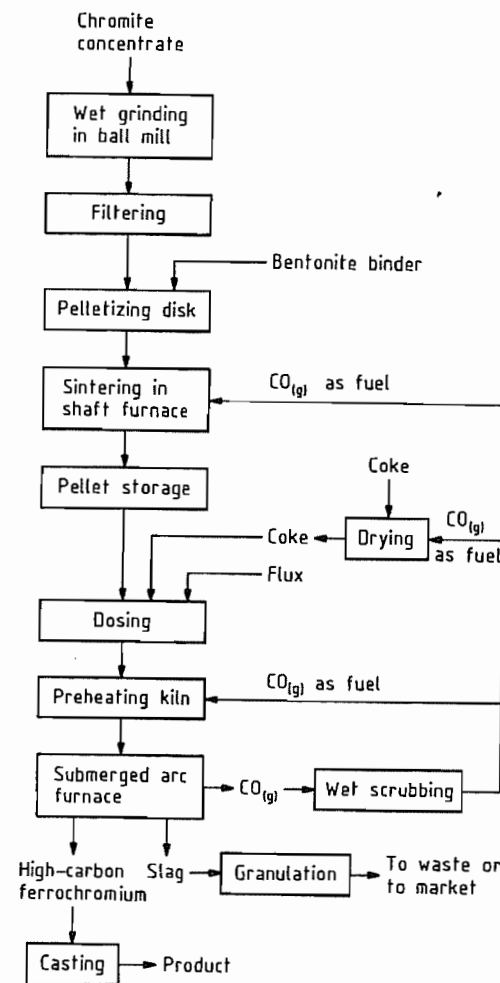 Chromite
concentrate
Wet grinding
in ball mill
Filtering
Bentonite binder
Pelletizing disk
Sintering in
shaft furnace
CO(g) as fuel
Pellet storage
Coke
CO(g)
as fuel
Drying
Coke
Flux
Dosing
CO(g) as fuel
Preheating kiln
Submerged arc
furnace
CO(g)
Wet scrubbing
High-carbon
ferrochromium
Slag
Granulation
To waste or
to market
Casting
Product